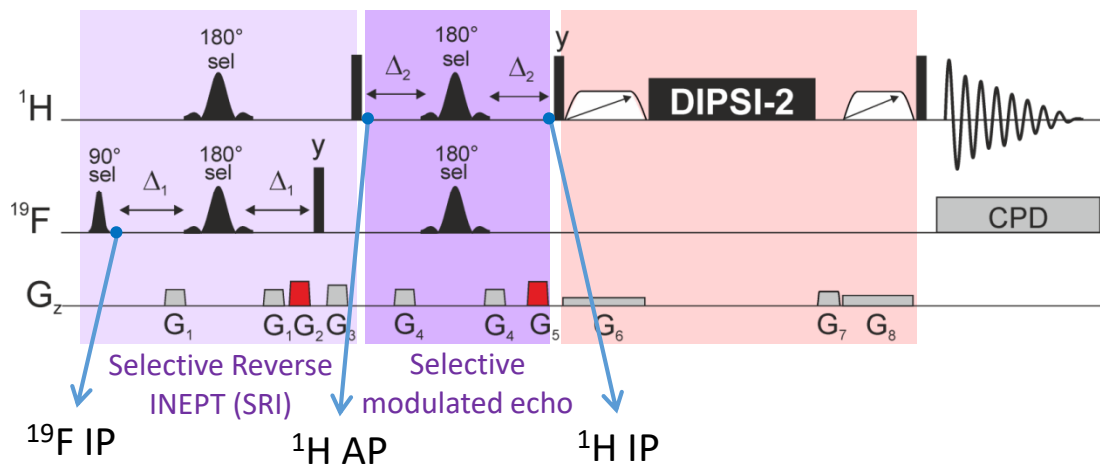 180°
sel
Δ₂
180°
sel
Δ₂
y
¹H
DIPSI-2
90°
sel
Δ₁
180°
sel
Δ₁
y
180°
sel
¹⁹F
CPD
G_z
G₁
G₁
G₂
G₃
G₄
G₄
G₅
G₆
G₇
G₈
Selective Reverse
INEPT (SRI)
Selective
modulated echo
¹⁹F IP
¹H AP
¹H IP